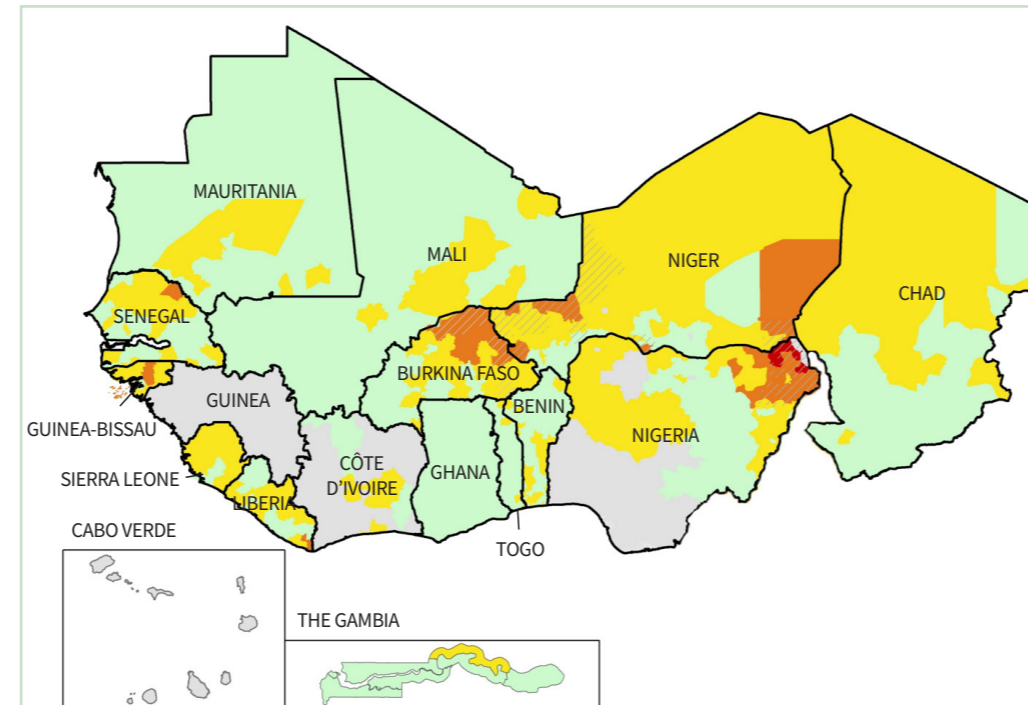 MAURITANIA
MALI
NIGER
CHAD
SENEGAL
BURKINA FASO
GUINEA
BENIN
GUINEA-BISSAU
NIGERIA
SIERRA LEONE
CÔTE
D'IVOIRE
GHANA
LIBERIA
CABO VERDE
TOGO
THE GAMBIA